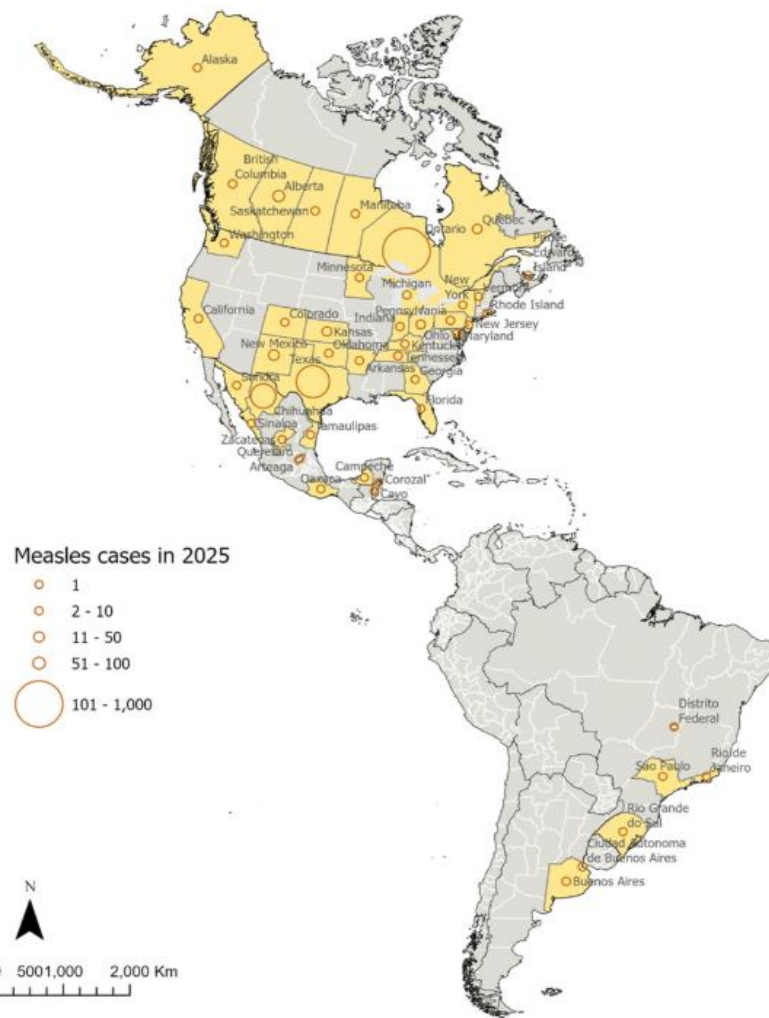 Alaska
British
Columbia
Alberta
Saskatchewan
Manitoba
Ontario
Quebec
Prince
Edward
Island
Washington
Minnesota
Michigan
New
York
Vermont
Rhode Island
California
Colorado
Indiana
Pennsylvania
New Jersey
Kansas
Ohio
Maryland
New Mexico
Oklahoma
Kentucky
Texas
Tennessee
Arkansas
Georgia
Sonora
Florida
Chihuahua
Sinaloa
Tamaulipas
Zacatecas
Querétaro
Arteaga
Campeche
Corozal
Oaxaca
Cayo
Measles cases in 2025
1
2 - 10
11 - 50
51 - 100
101 - 1,000
Distrito
Federal
Sao Pablo
Rio de
Janeiro
Rio Grande
do Sul
Ciudad Autonoma
de Buenos Aires
Buenos Aires
N
500 1,000 2,000 Km